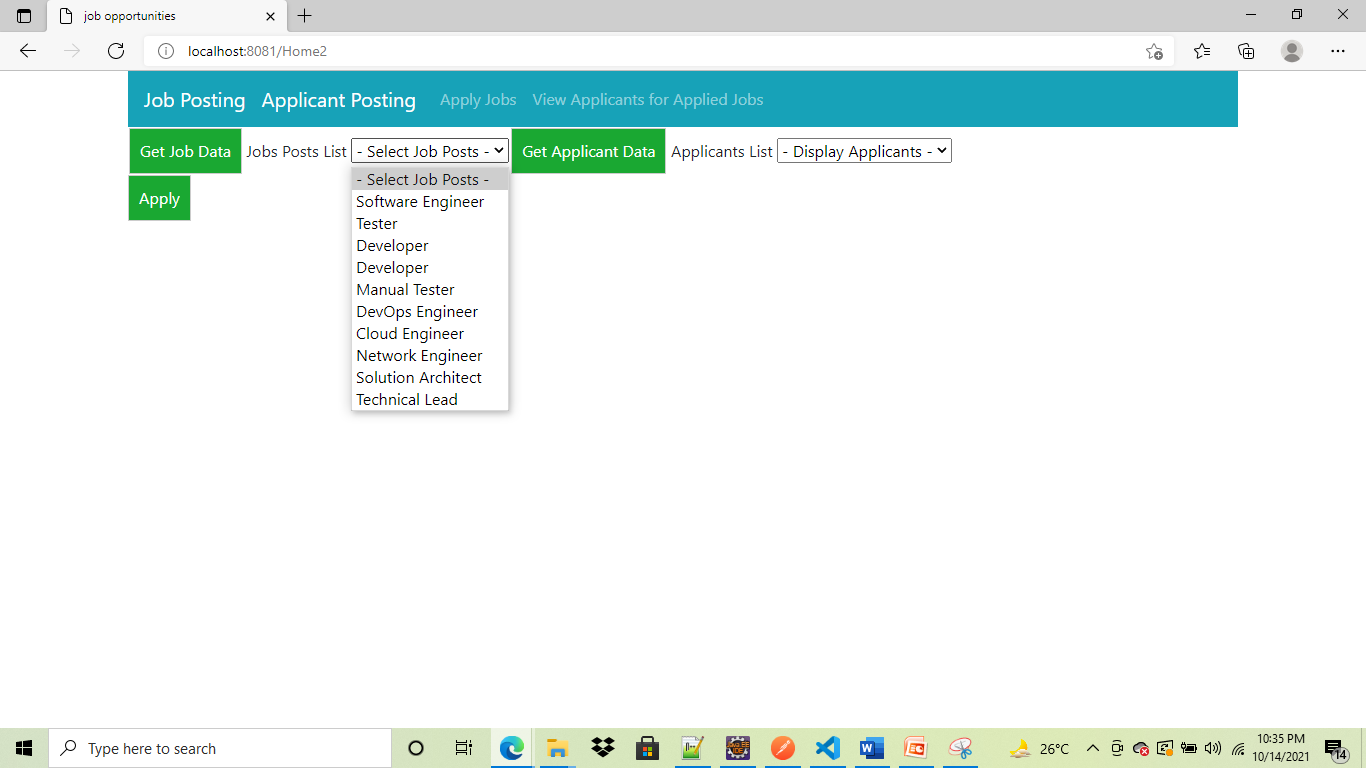 job opportunities
localhost:8081/Home2
Job Posting Applicant Posting Apply Jobs View Applicants for Applied Jobs
Get Job Data Jobs Posts List - Select Job Posts - Get Applicant Data Applicants List - Display Applicants -
- Select Job Posts -
Apply
Software Engineer
Tester
Developer
Developer
Manual Tester
DevOps Engineer
Cloud Engineer
Network Engineer
Solution Architect
Technical Lead
Type here to search
26°C
10:35 PM
10/14/2021
14